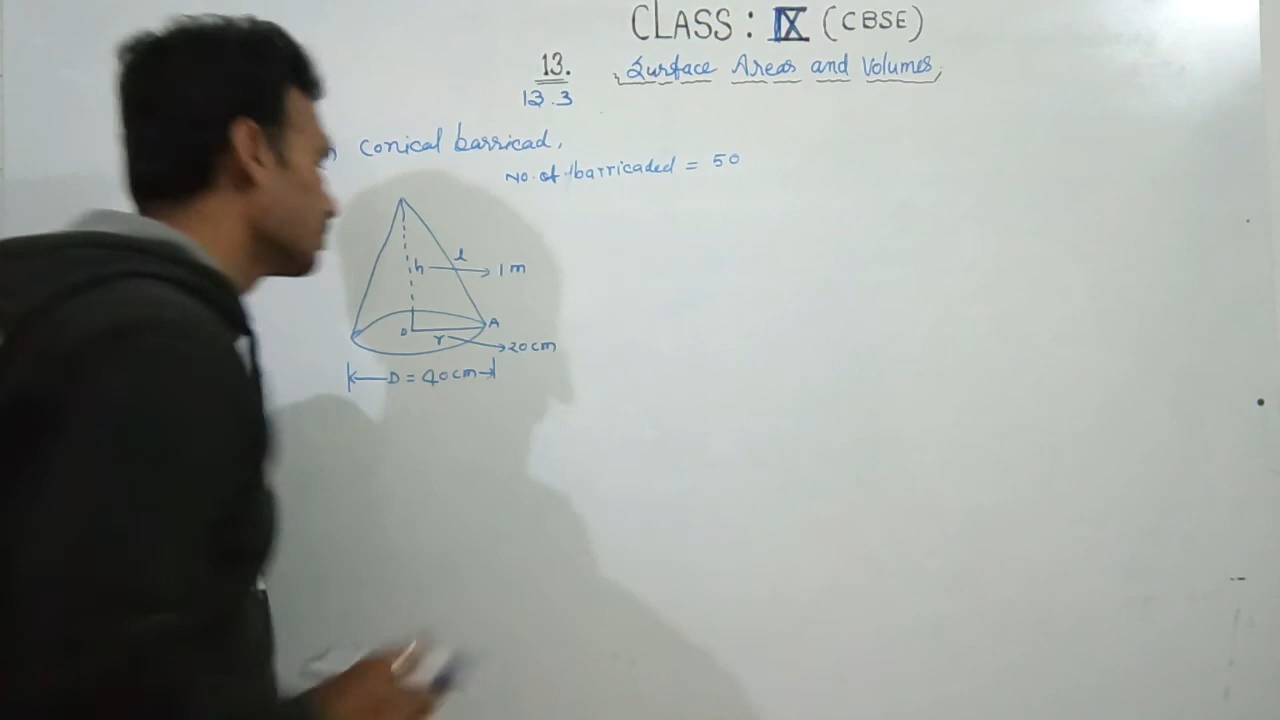 CLASS : IX (CBSE)
13. Surface Areas and Volumes,
13.3
conical barricad,
No. of barricaded = 50
h l → 1 m
A
r → 20 cm
D = 40 cm